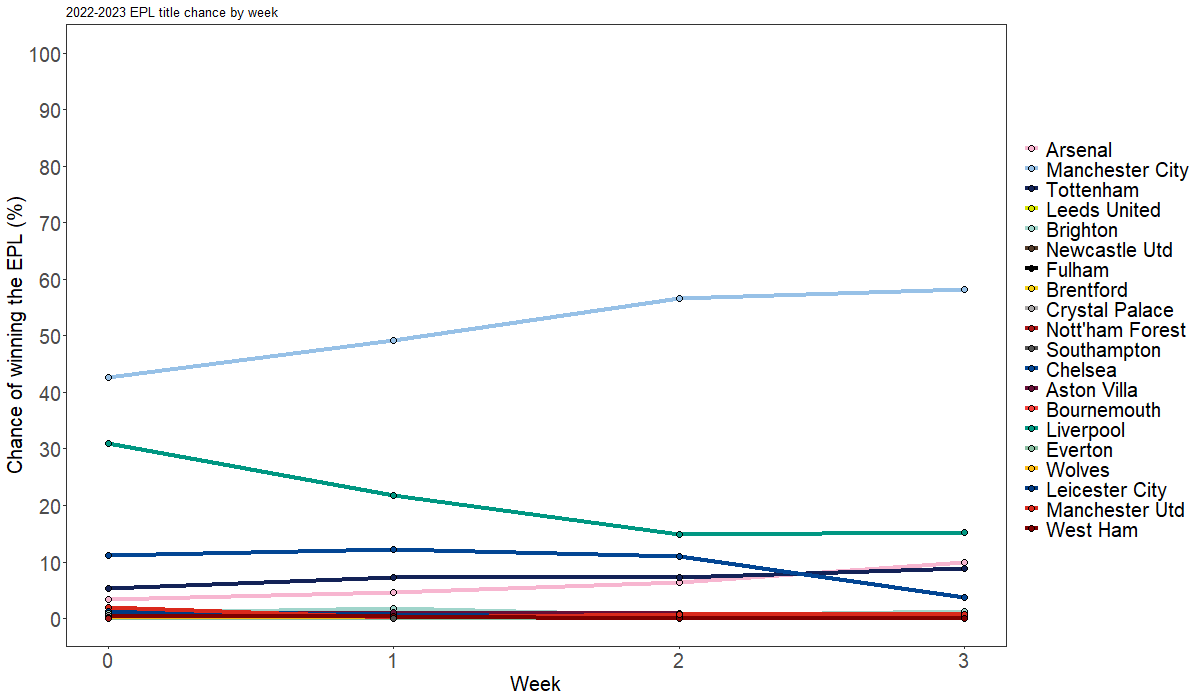 2022-2023 EPL title chance by week
Chance of winning the EPL (%)
100
90
80
70
60
50
40
30
20
10
0
0 1 2 3
Week
Arsenal
Manchester City
Tottenham
Leeds United
Brighton
Newcastle Utd
Fulham
Brentford
Crystal Palace
Nott'ham Forest
Southampton
Chelsea
Aston Villa
Bournemouth
Liverpool
Everton
Wolves
Leicester City
Manchester Utd
West Ham